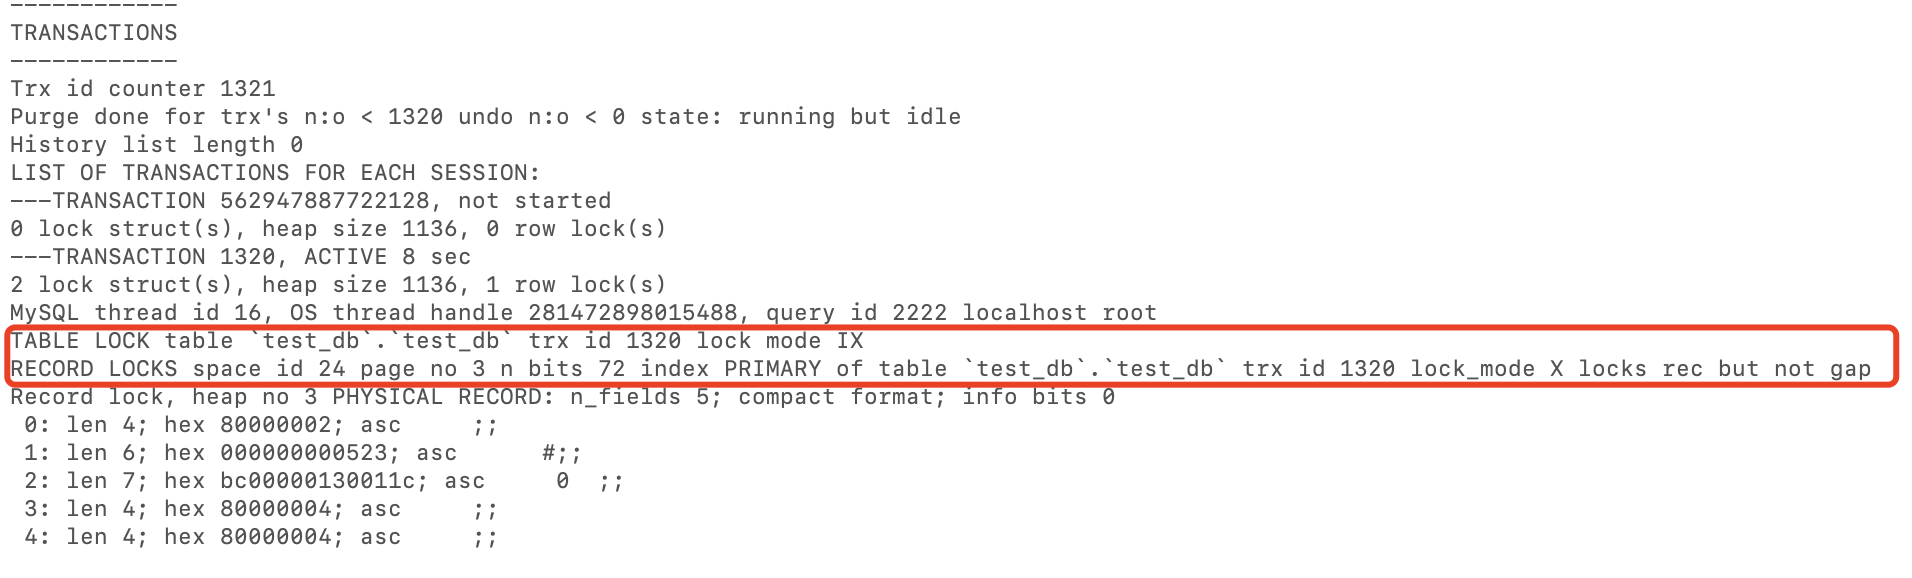 ------------
TRANSACTIONS
------------
Trx id counter 1321
Purge done for trx's n:o < 1320 undo n:o < 0 state: running but idle
History list length 0
LIST OF TRANSACTIONS FOR EACH SESSION:
---TRANSACTION 562947887722128, not started
0 lock struct(s), heap size 1136, 0 row lock(s)
---TRANSACTION 1320, ACTIVE 8 sec
2 lock struct(s), heap size 1136, 1 row lock(s)
MySQL thread id 16, OS thread handle 281472898015488, query id 2222 localhost root
TABLE LOCK table `test_db`.`test_db` trx id 1320 lock mode IX
RECORD LOCKS space id 24 page no 3 n bits 72 index PRIMARY of table `test_db`.`test_db` trx id 1320 lock_mode X locks rec but not gap
Record lock, heap no 3 PHYSICAL RECORD: n_fields 5; compact format; info bits 0
 0: len 4; hex 80000002; asc     ;;
 1: len 6; hex 000000000523; asc      #;;
 2: len 7; hex bc00000130011c; asc     0  ;;
 3: len 4; hex 80000004; asc     ;;
 4: len 4; hex 80000004; asc     ;;